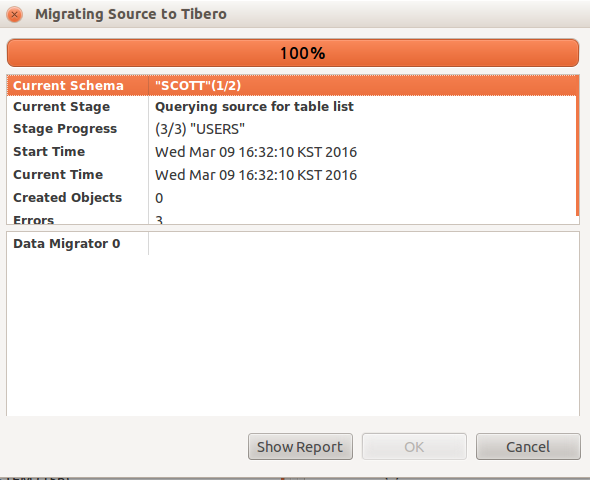 Migrating Source to Tibero
100%
Current Schema "SCOTT"(1/2)
Current Stage Querying source for table list
Stage Progress (3/3) "USERS"
Start Time Wed Mar 09 16:32:10 KST 2016
Current Time Wed Mar 09 16:32:10 KST 2016
Created Objects 0
Errors 3
Data Migrator 0
Show Report OK Cancel